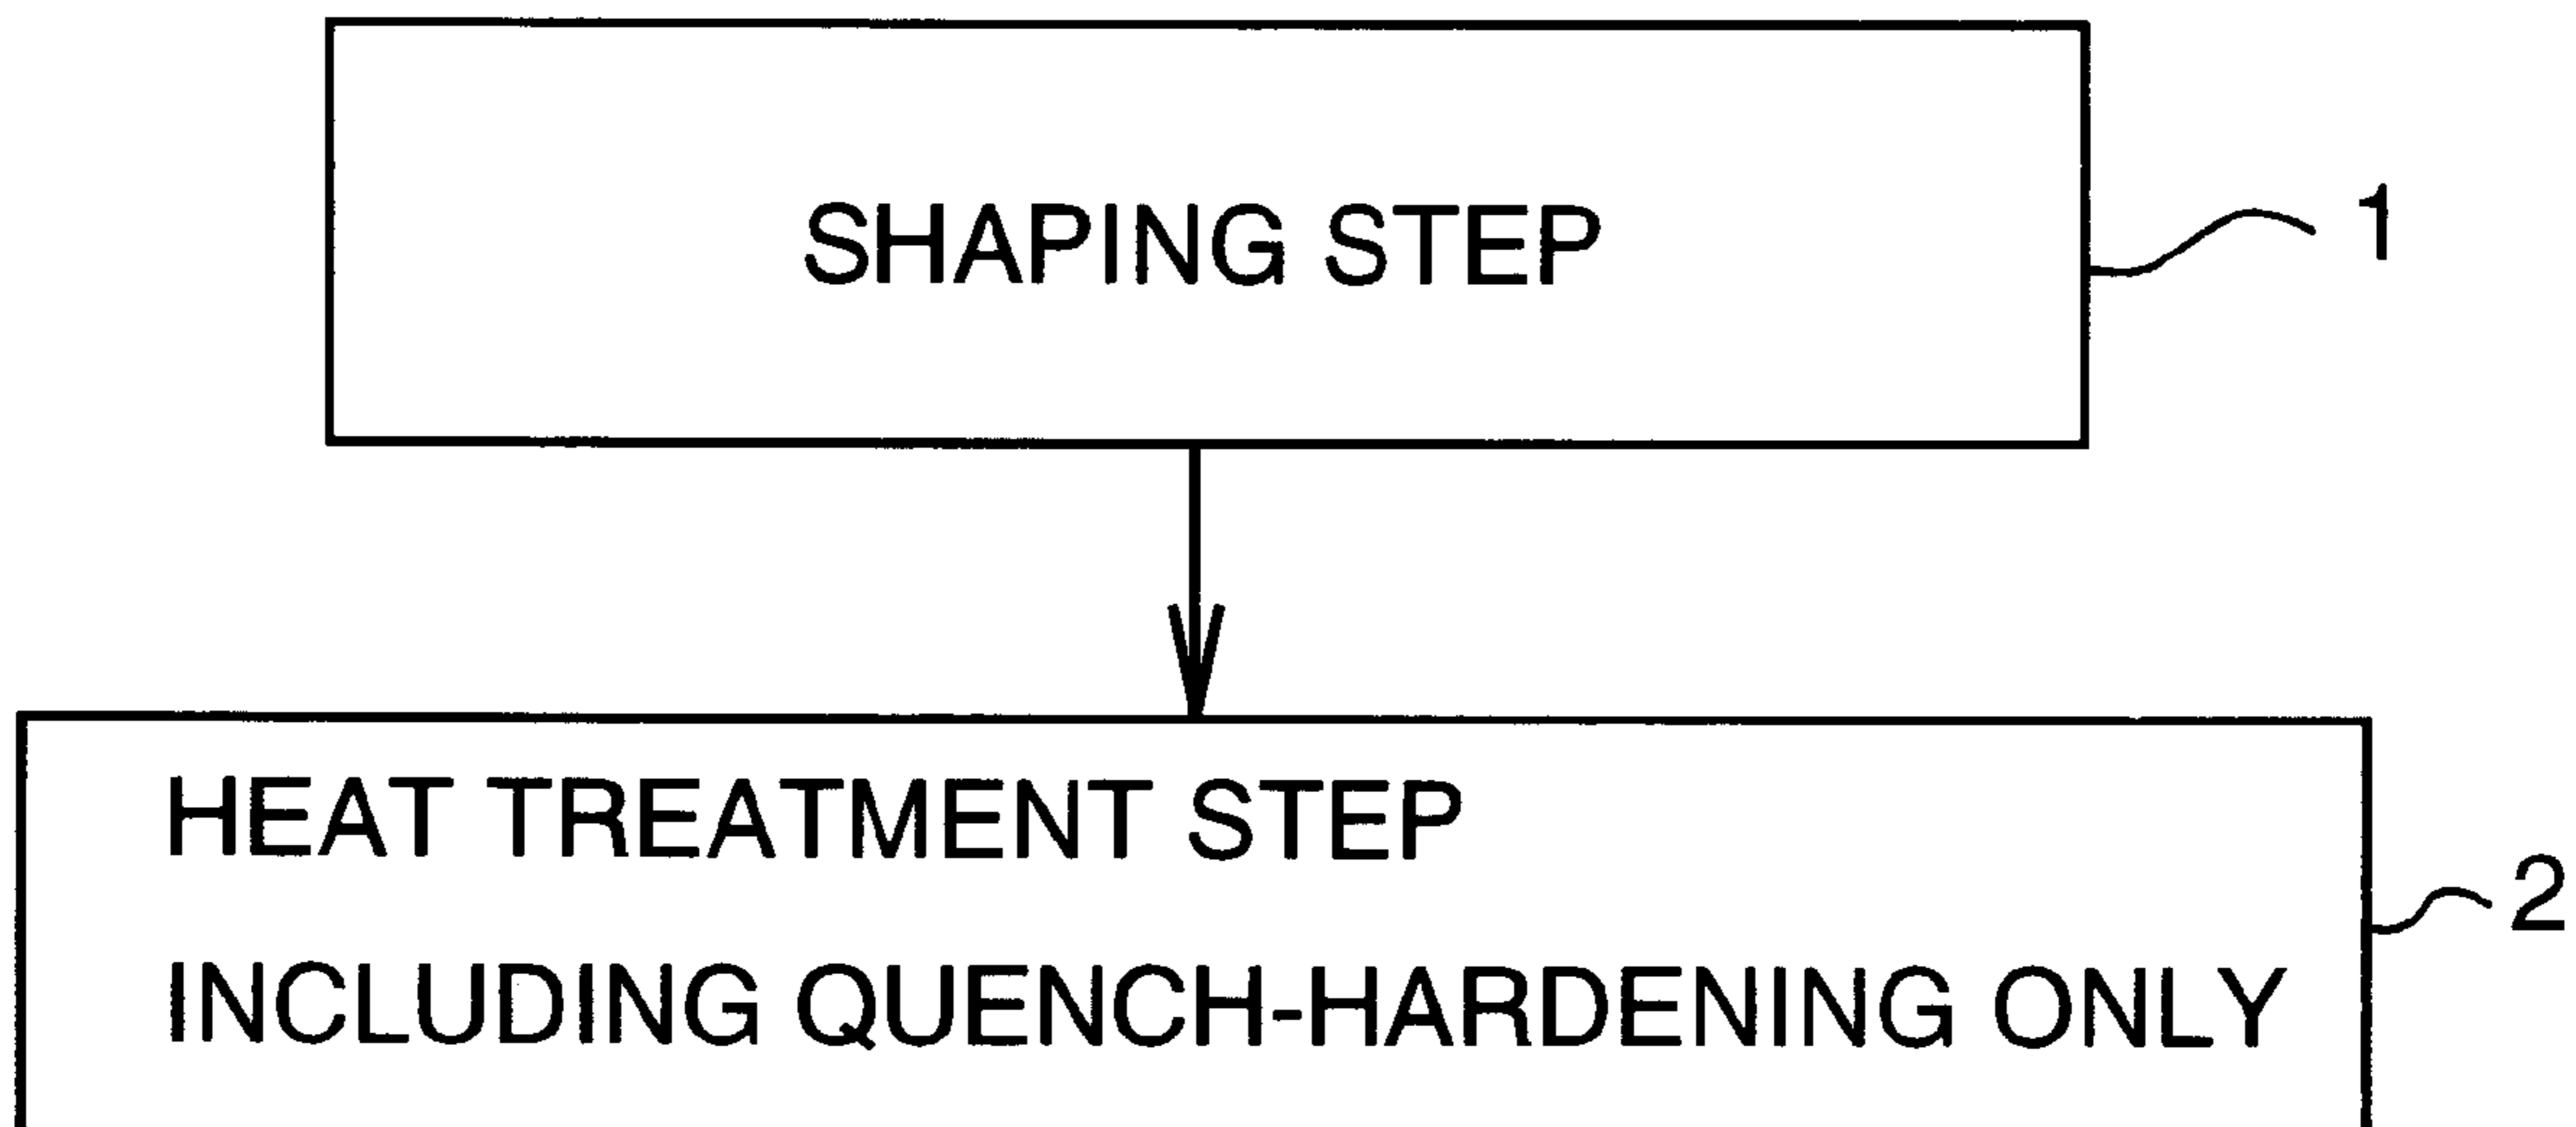 SHAPING STEP
1
HEAT TREATMENT STEP
2
INCLUDING QUENCH-HARDENING ONLY